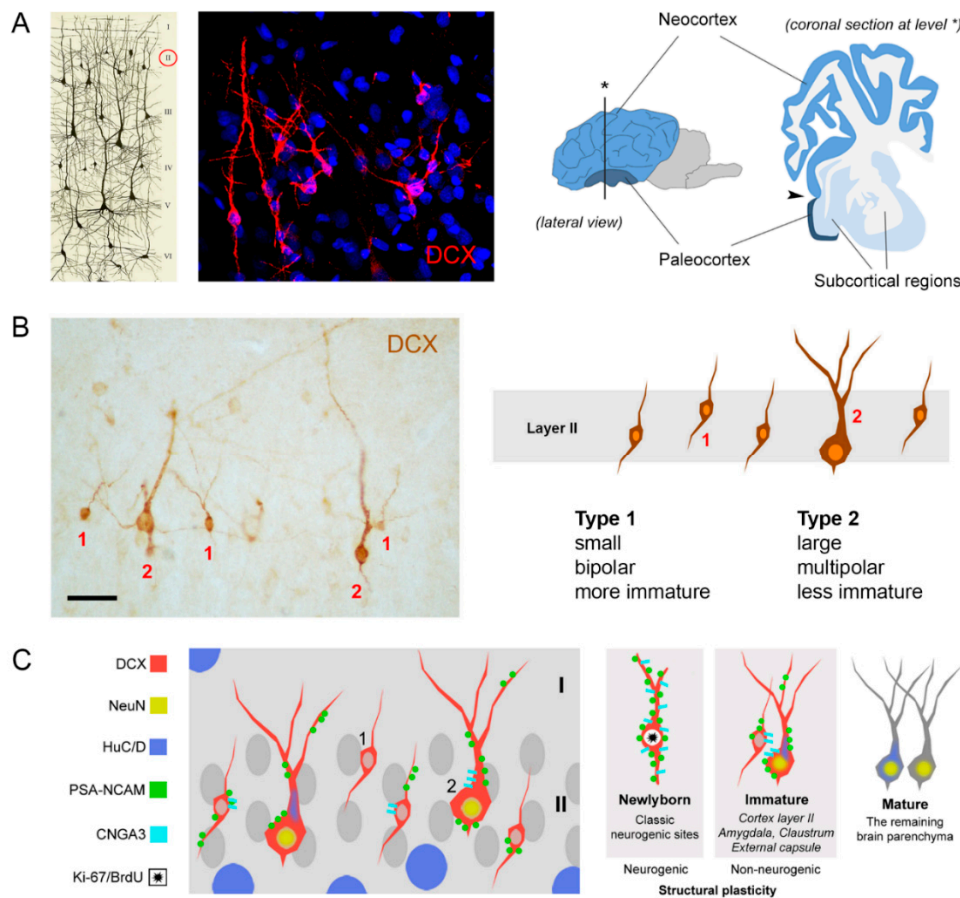 A
I
II
III
IV
V
VI
DCX
Neocortex
(coronal section at level *)
*
(lateral view)
Paleocortex
Subcortical regions
B
DCX
1
2
1
2
1
Layer II
1
2
Type 1
small
bipolar
more immature
Type 2
large
multipolar
less immature
C
DCX
NeuN
HuC/D
PSA-NCAM
CNGA3
Ki-67/BrdU
I
1
2
II
Newlyborn
Classic
neurogenic sites
Neurogenic
Immature
Cortex layer II
Amygdala, Claustrum
External capsule
Non-neurogenic
Structural plasticity
Mature
The remaining
brain parenchyma